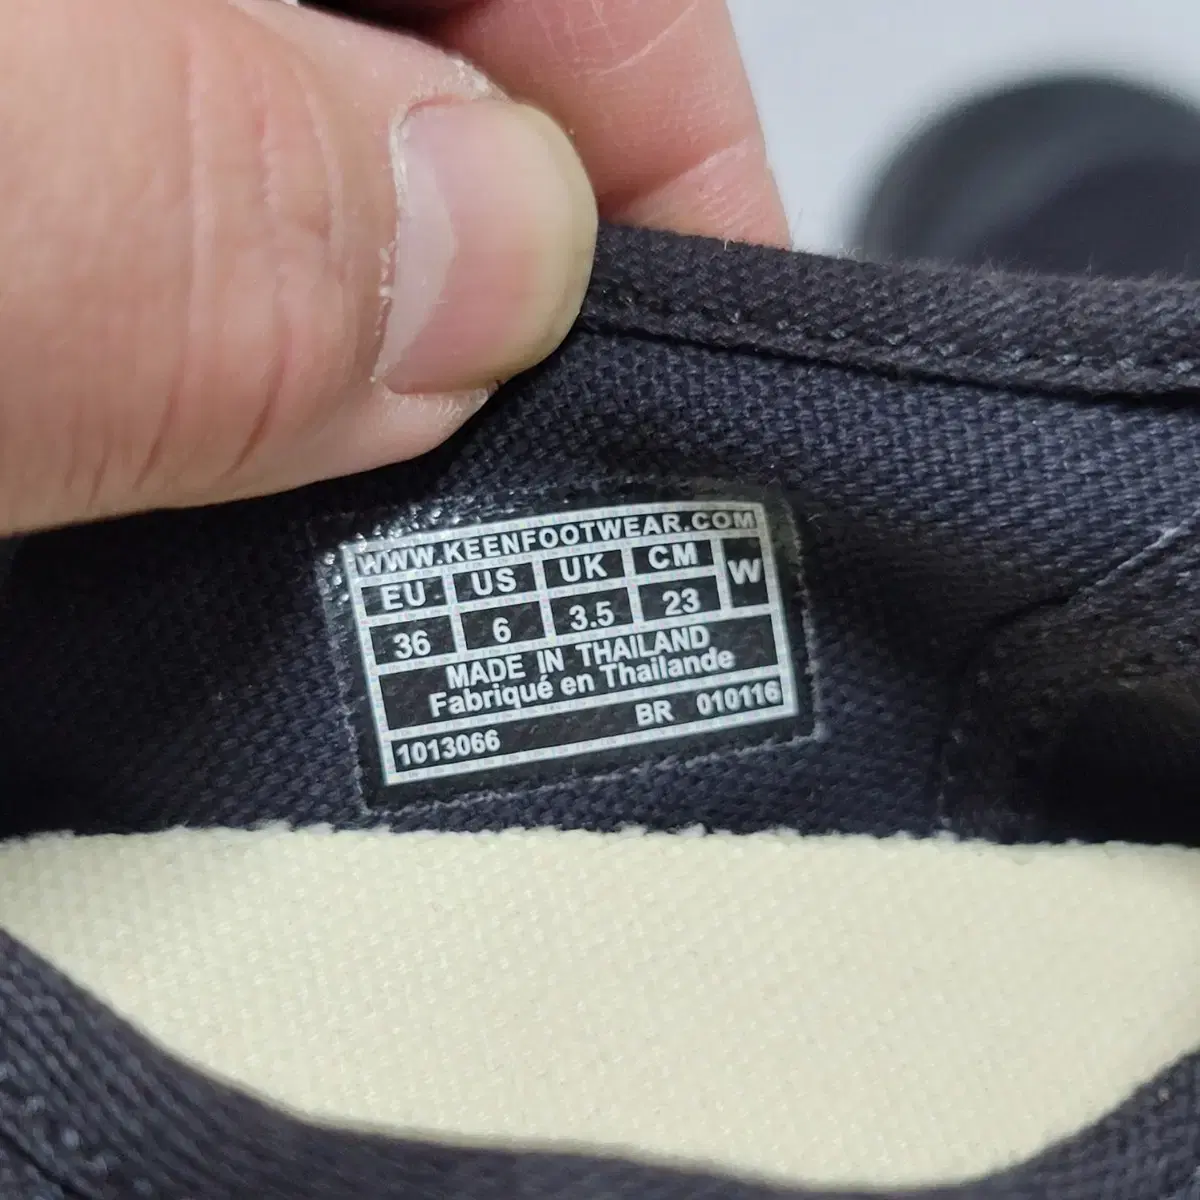 WWW.KEENFOOTWEAR.COM
EU US UK CM W
36 6 3.5 23
MADE IN THAILAND
Fabriqué en Thaïlande
BR 010116
1013066